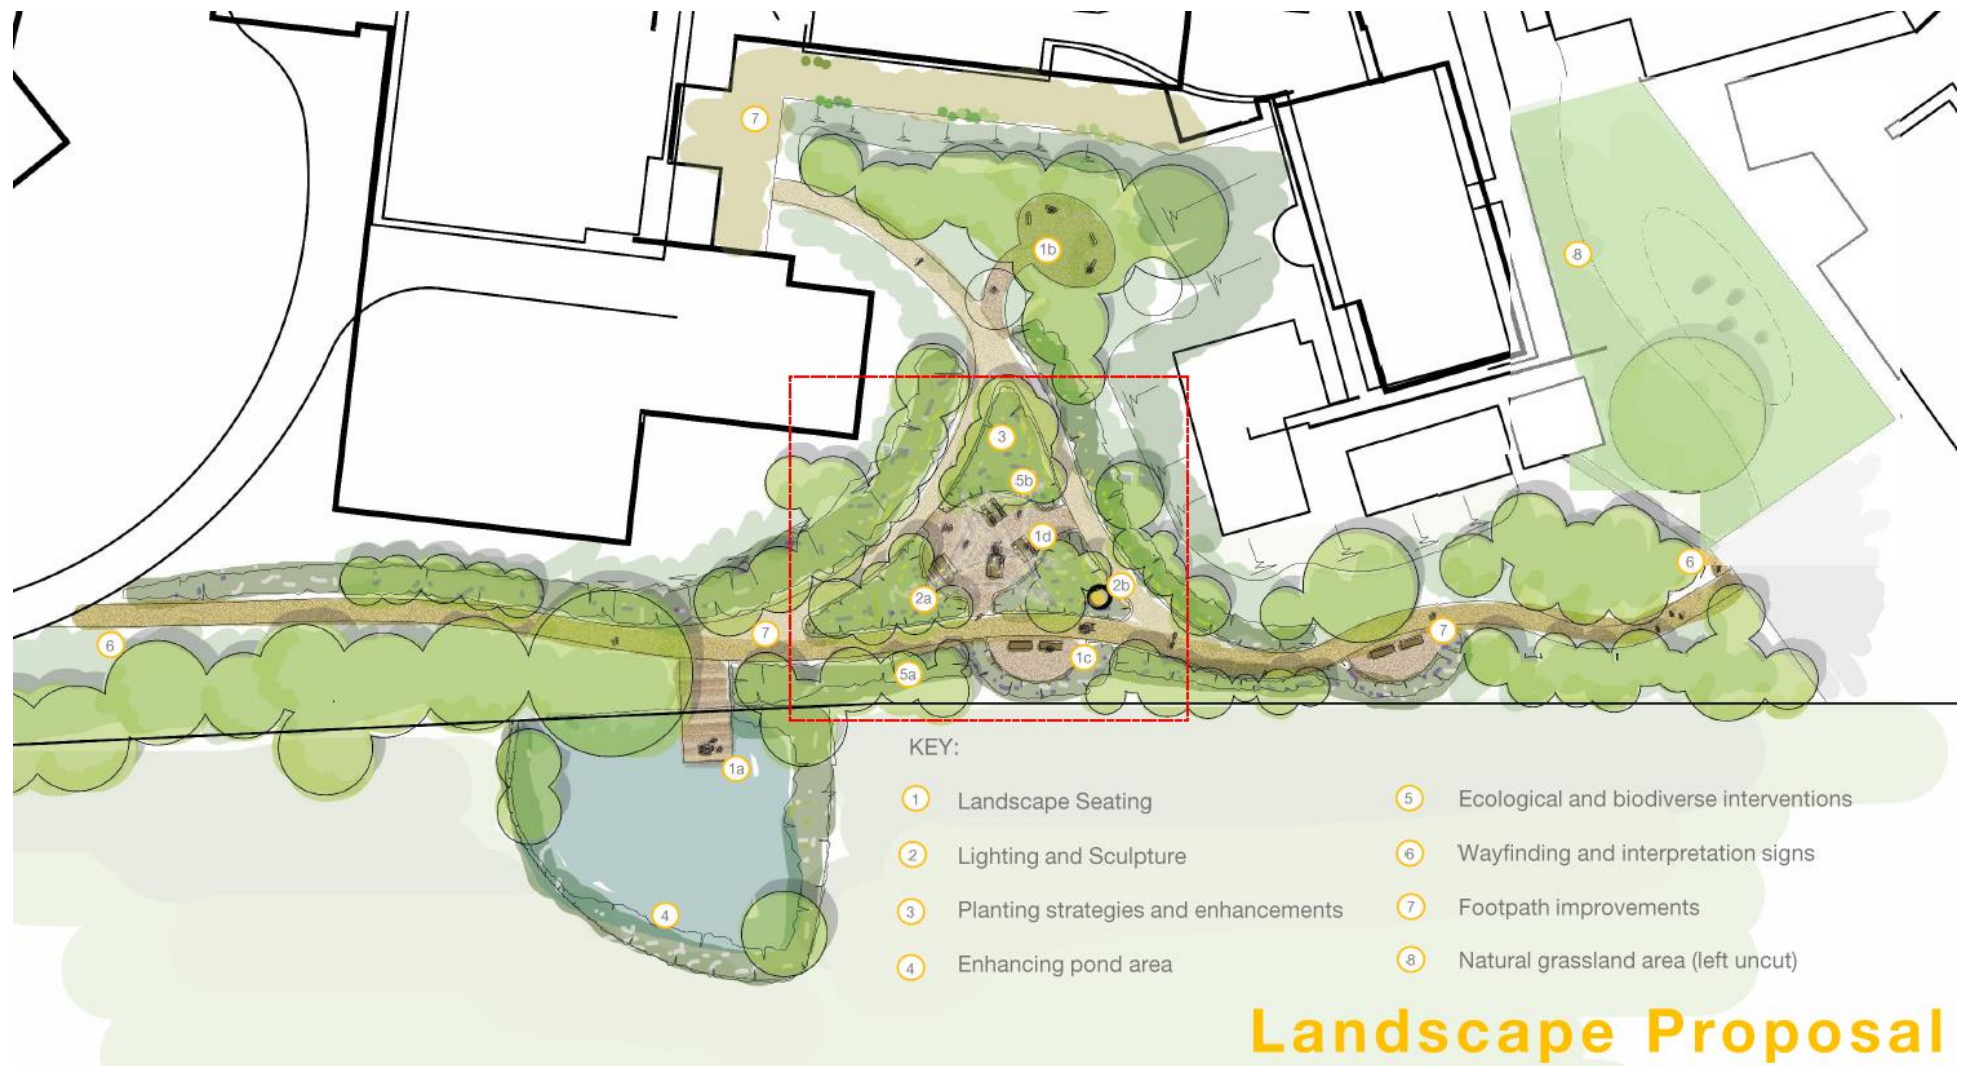 7
1b
8
3
5b
1d
6
2b
2a
7
7
6
1c
5a
1a
4
KEY:
1 Landscape Seating
2 Lighting and Sculpture
3 Planting strategies and enhancements
4 Enhancing pond area
5 Ecological and biodiverse interventions
6 Wayfinding and interpretation signs
7 Footpath improvements
8 Natural grassland area (left uncut)
Landscape Proposal